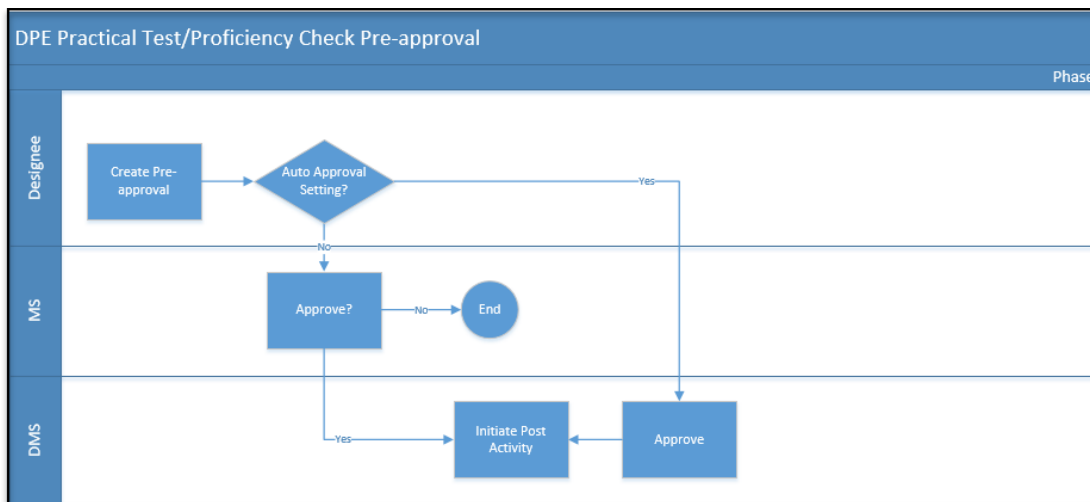 DPE Practical Test/Proficiency Check Pre-approval
Phase
Designee
Create Pre-
approval
Auto Approval
Setting?
Yes
No
MS
Approve?
No
End
DMS
Yes
Initiate Post
Activity
Approve